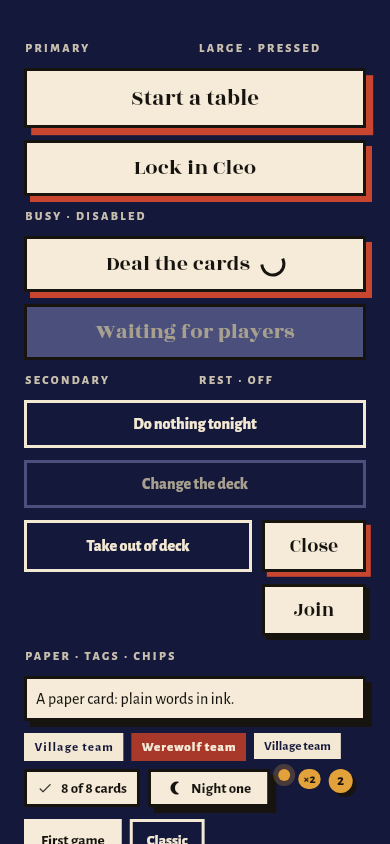 PRIMARY LARGE · PRESSED
Start a table
Lock in Cleo
BUSY · DISABLED
Deal the cards
Waiting for players
SECONDARY REST · OFF
Do nothing tonight
Change the deck
Take out of deck Close
Join
PAPER · TAGS · CHIPS
A paper card: plain words in ink.
Village team Werewolf team Village team
8 of 8 cards Night one ×2 2
First game Classic